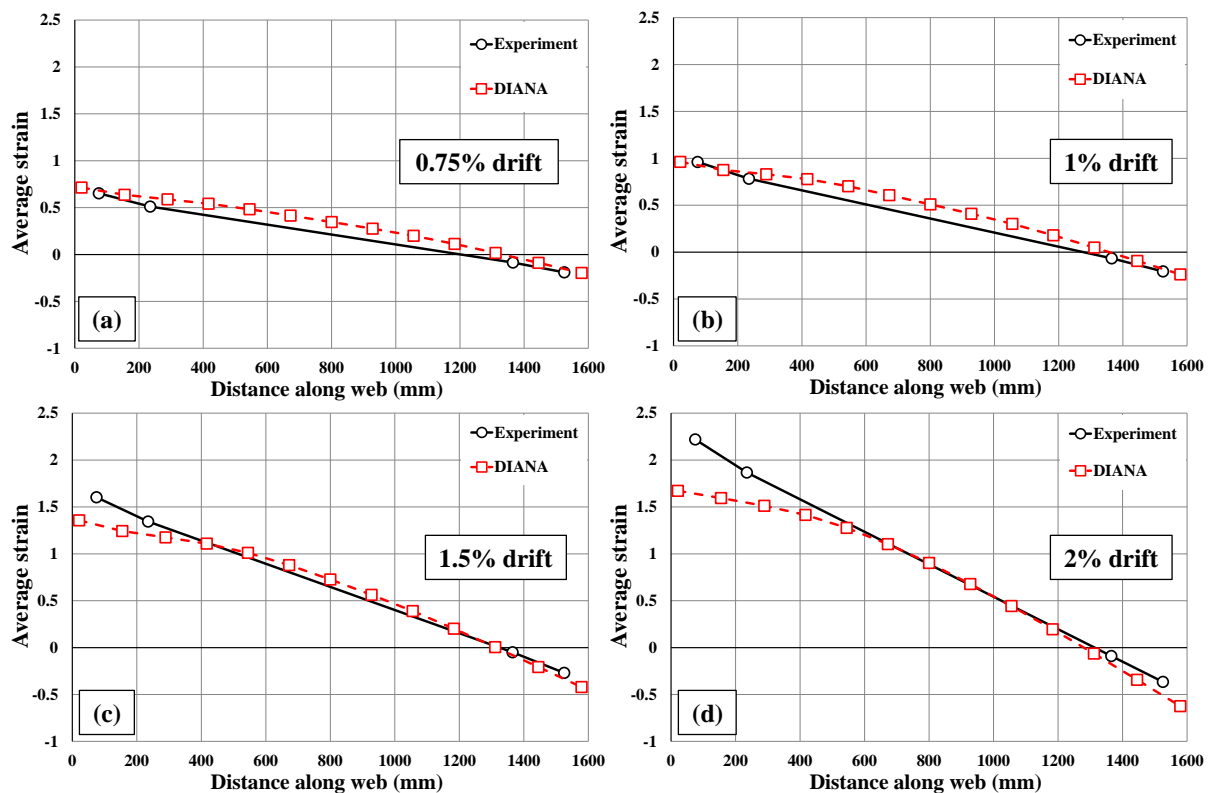 2.5
2
1.5
1
0.5
0
-0.5
-1
Average strain
Experiment
DIANA
0.75% drift
(a)
0 200 400 600 800 1000 1200 1400 1600
Distance along web (mm)
2.5
2
1.5
1
0.5
0
-0.5
-1
Average strain
Experiment
DIANA
1% drift
(b)
0 200 400 600 800 1000 1200 1400 1600
Distance along web (mm)
2.5
2
1.5
1
0.5
0
-0.5
-1
Average strain
Experiment
DIANA
1.5% drift
(c)
0 200 400 600 800 1000 1200 1400 1600
Distance along web (mm)
2.5
2
1.5
1
0.5
0
-0.5
-1
Average strain
Experiment
DIANA
2% drift
(d)
0 200 400 600 800 1000 1200 1400 1600
Distance along web (mm)